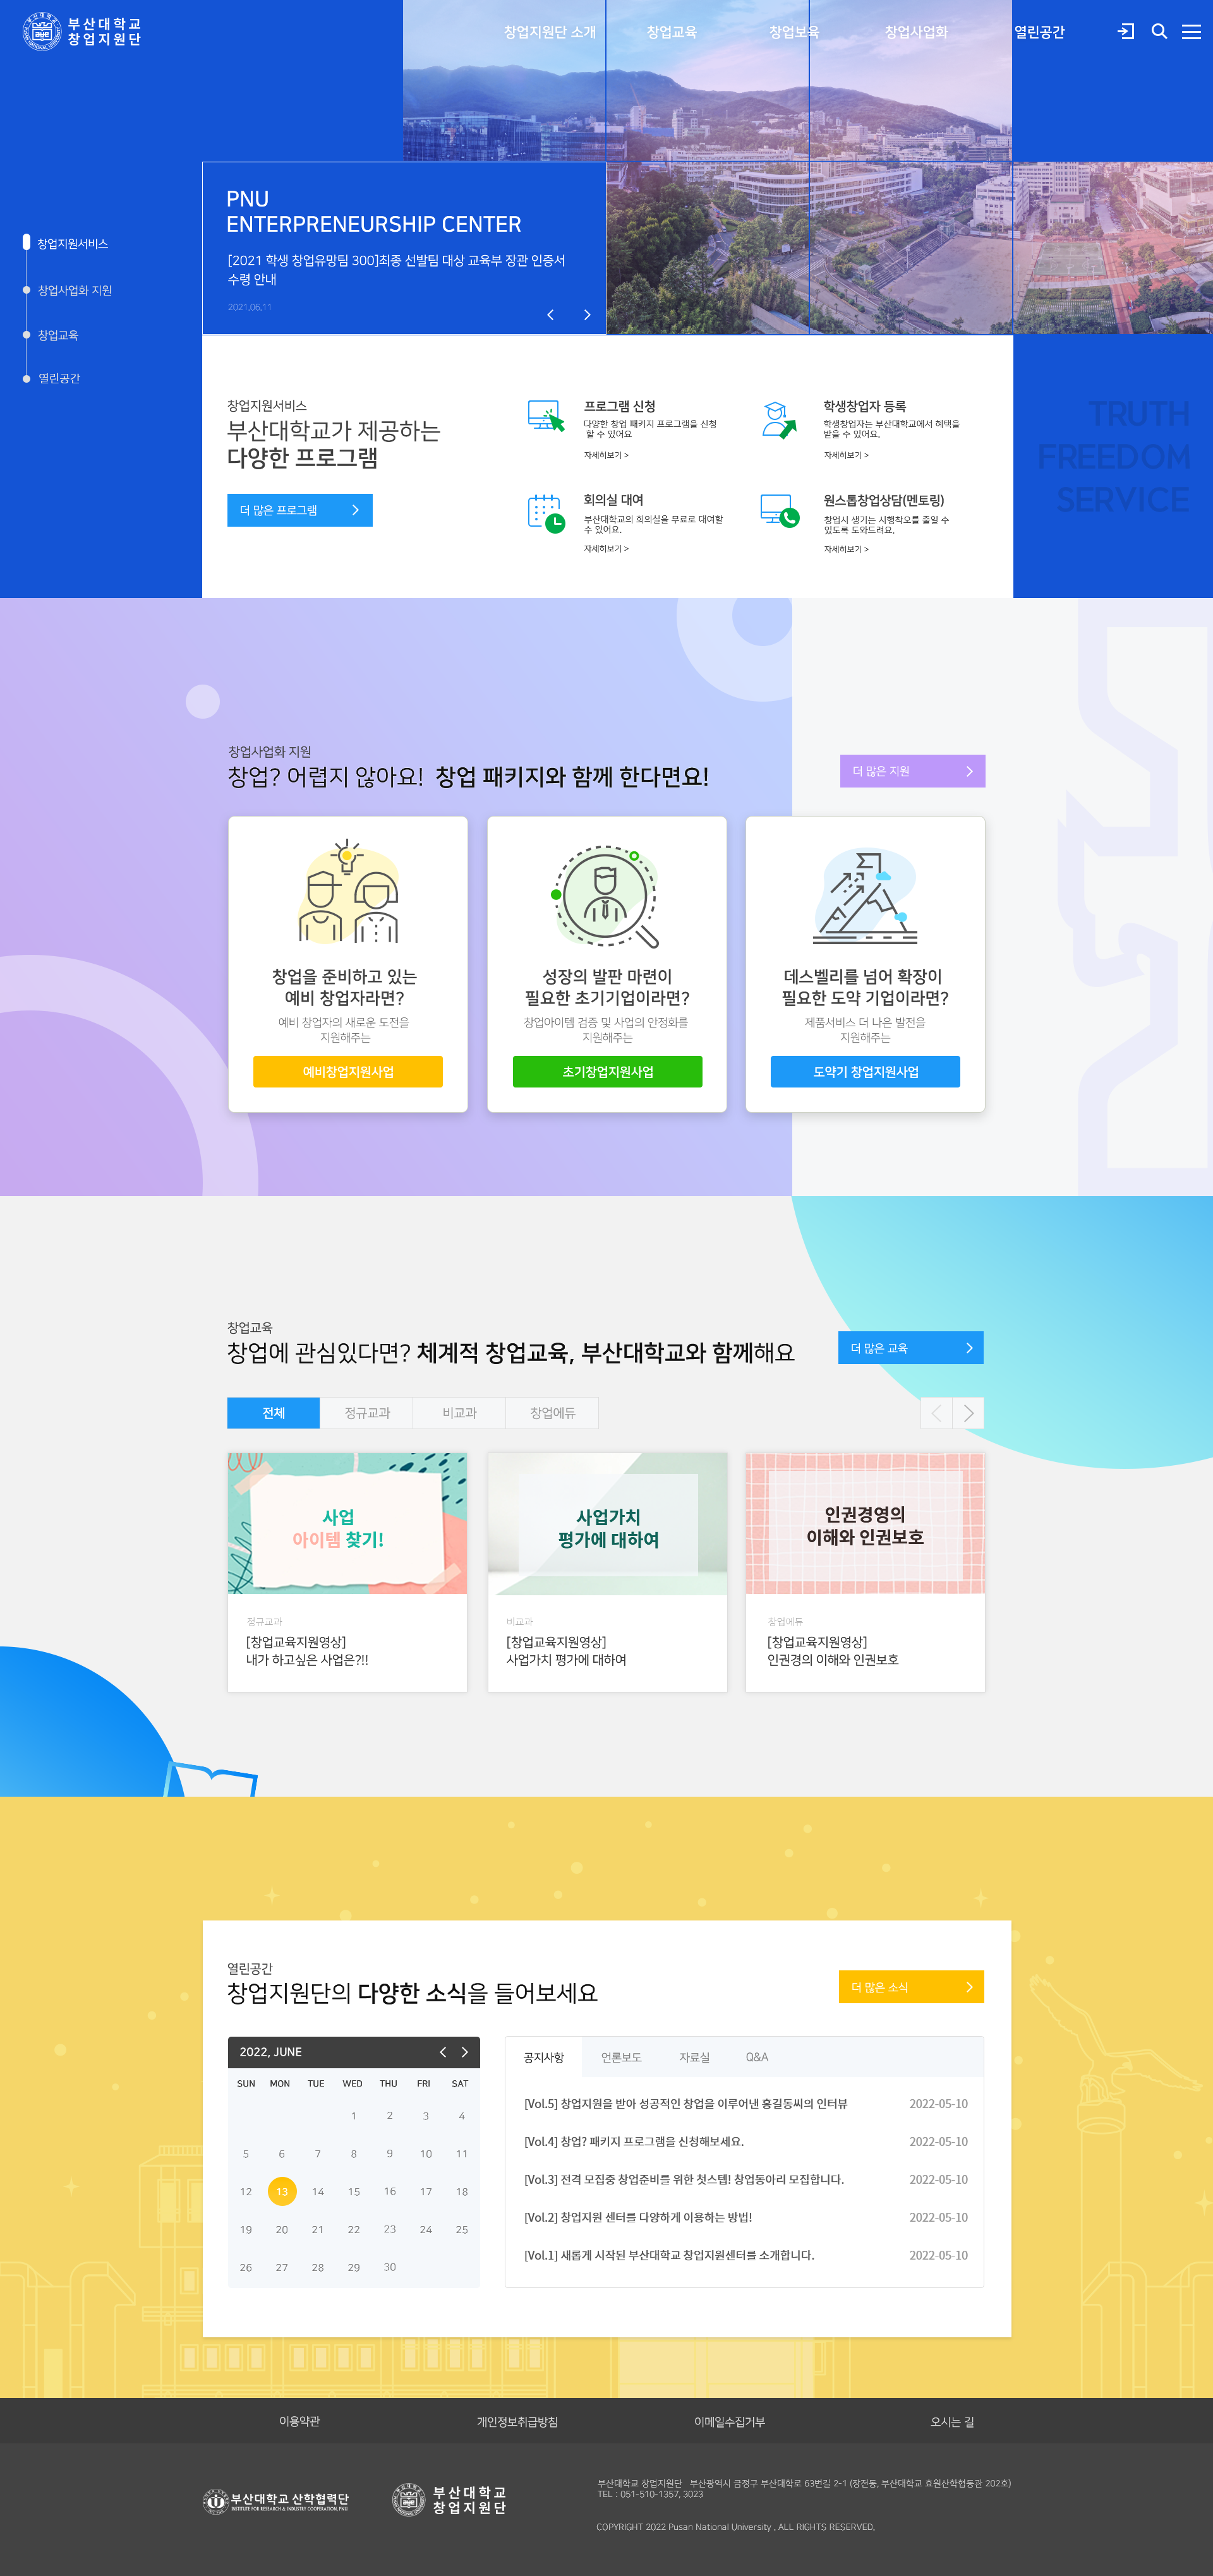 부산대학교
창업지원단
창업지원단 소개
창업교육
창업보육
창업사업화
열린공간
PNU
ENTERPRENEURSHIP CENTER
[2021 학생 창업유망팀 300]최종 선발팀 대상 교육부 장관 인증서
수령 안내
2021.06.11
창업지원서비스
창업사업화 지원
창업교육
열린공간
창업지원서비스
부산대학교가 제공하는
다양한 프로그램
더 많은 프로그램
프로그램 신청
다양한 창업 패키지 프로그램을 신청
할 수 있어요
자세히보기 >
학생창업자 등록
학생창업자는 부산대학교에서 혜택을
받을 수 있어요.
자세히보기 >
회의실 대여
부산대학교의 회의실을 무료로 대여할
수 있어요.
자세히보기 >
원스톱창업상담(멘토링)
창업시 생기는 시행착오를 줄일 수
있도록 도와드려요.
자세히보기 >
TRUTH
FREEDOM
SERVICE
창업사업화 지원
창업? 어렵지 않아요! 창업 패키지와 함께 한다면요!
더 많은 지원
창업을 준비하고 있는
예비 창업자라면?
예비 창업자의 새로운 도전을
지원해주는
예비창업지원사업
성장의 발판 마련이
필요한 초기기업이라면?
창업아이템 검증 및 사업의 안정화를
지원해주는
초기창업지원사업
데스벨리를 넘어 확장이
필요한 도약 기업이라면?
제품서비스 더 나은 발전을
지원해주는
도약기 창업지원사업
창업교육
창업에 관심있다면? 체계적 창업교육, 부산대학교와 함께해요
더 많은 교육
전체
정규교과
비교과
창업에듀
사업
아이템 찾기!
정규교과
[창업교육지원영상]
내가 하고싶은 사업은?!!
사업가치
평가에 대하여
비교과
[창업교육지원영상]
사업가치 평가에 대하여
인권경영의
이해와 인권보호
창업에듀
[창업교육지원영상]
인권경의 이해와 인권보호
열린공간
창업지원단의 다양한 소식을 들어보세요
더 많은 소식
2022, JUNE
SUN MON TUE WED THU FRI SAT
1 2 3 4
5 6 7 8 9 10 11
12 13 14 15 16 17 18
19 20 21 22 23 24 25
26 27 28 29 30
공지사항
언론보도
자료실
Q&A
[Vol.5] 창업지원을 받아 성공적인 창업을 이루어낸 홍길동씨의 인터뷰 2022-05-10
[Vol.4] 창업? 패키지 프로그램을 신청해보세요. 2022-05-10
[Vol.3] 전격 모집중 창업준비를 위한 첫스텝! 창업동아리 모집합니다. 2022-05-10
[Vol.2] 창업지원 센터를 다양하게 이용하는 방법! 2022-05-10
[Vol.1] 새롭게 시작된 부산대학교 창업지원센터를 소개합니다. 2022-05-10
이용약관
개인정보취급방침
이메일수집거부
오시는 길
부산대학교 산학협력단
INSTITUTE FOR RESEARCH & INDUSTRY COOPERATION, PNU
부산대학교
창업지원단
부산대학교 창업지원단 부산광역시 금정구 부산대학로 63번길 2-1 (장전동, 부산대학교 효원산학협동관 202호)
TEL : 051-510-1357, 3023
COPYRIGHT 2022 Pusan National University . ALL RIGHTS RESERVED.